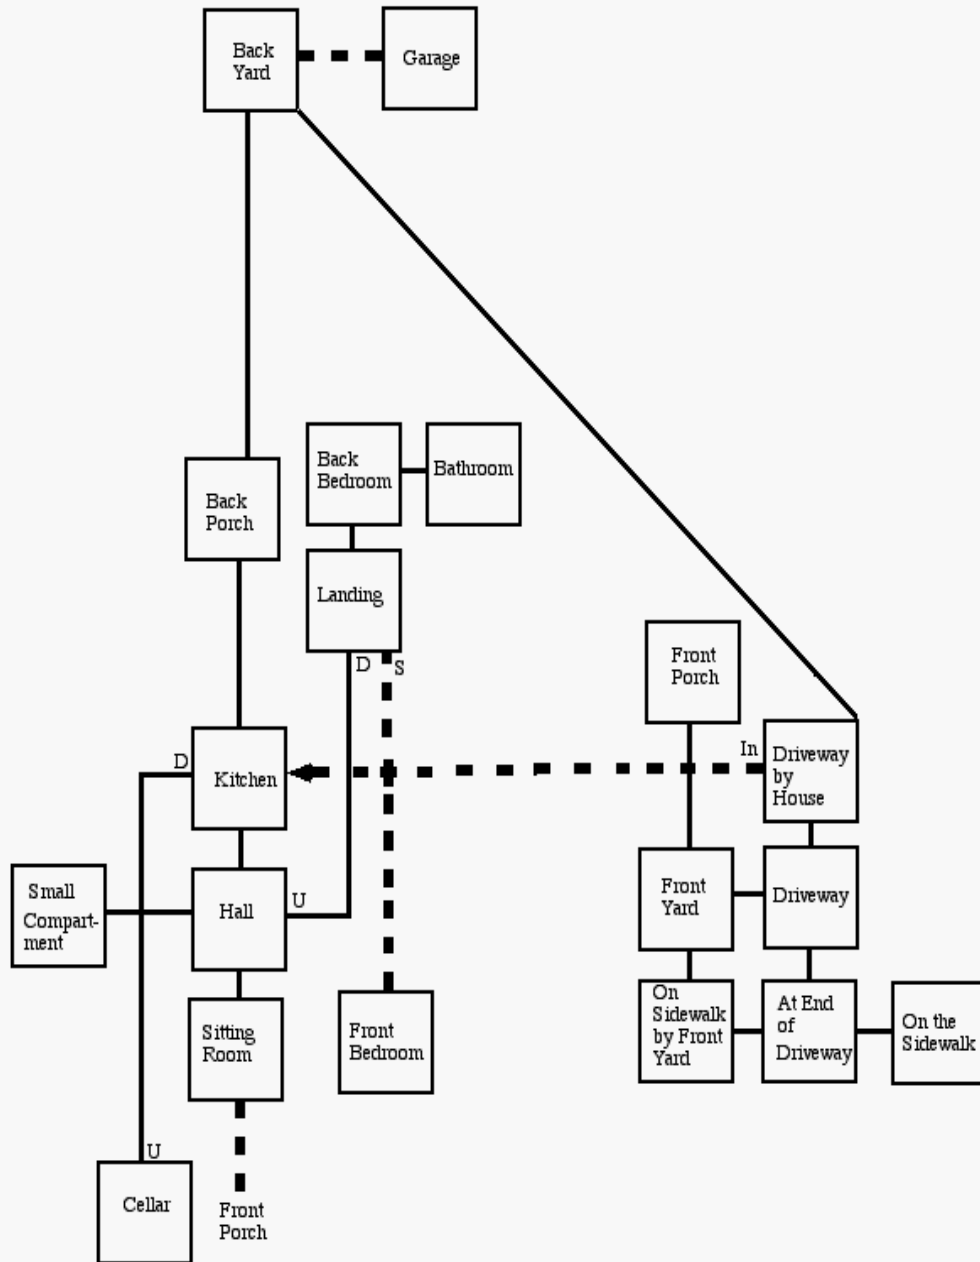 Back
Yard
Garage
Back
Bedroom
Bathroom
Back
Porch
Landing
D
S
Front
Porch
D
Kitchen
In
Driveway
by
House
Small
Compart-
ment
Hall
U
Front
Yard
Driveway
Sitting
Room
Front
Bedroom
On
Sidewalk
by Front
Yard
At End
of
Driveway
On the
Sidewalk
U
Cellar
Front
Porch